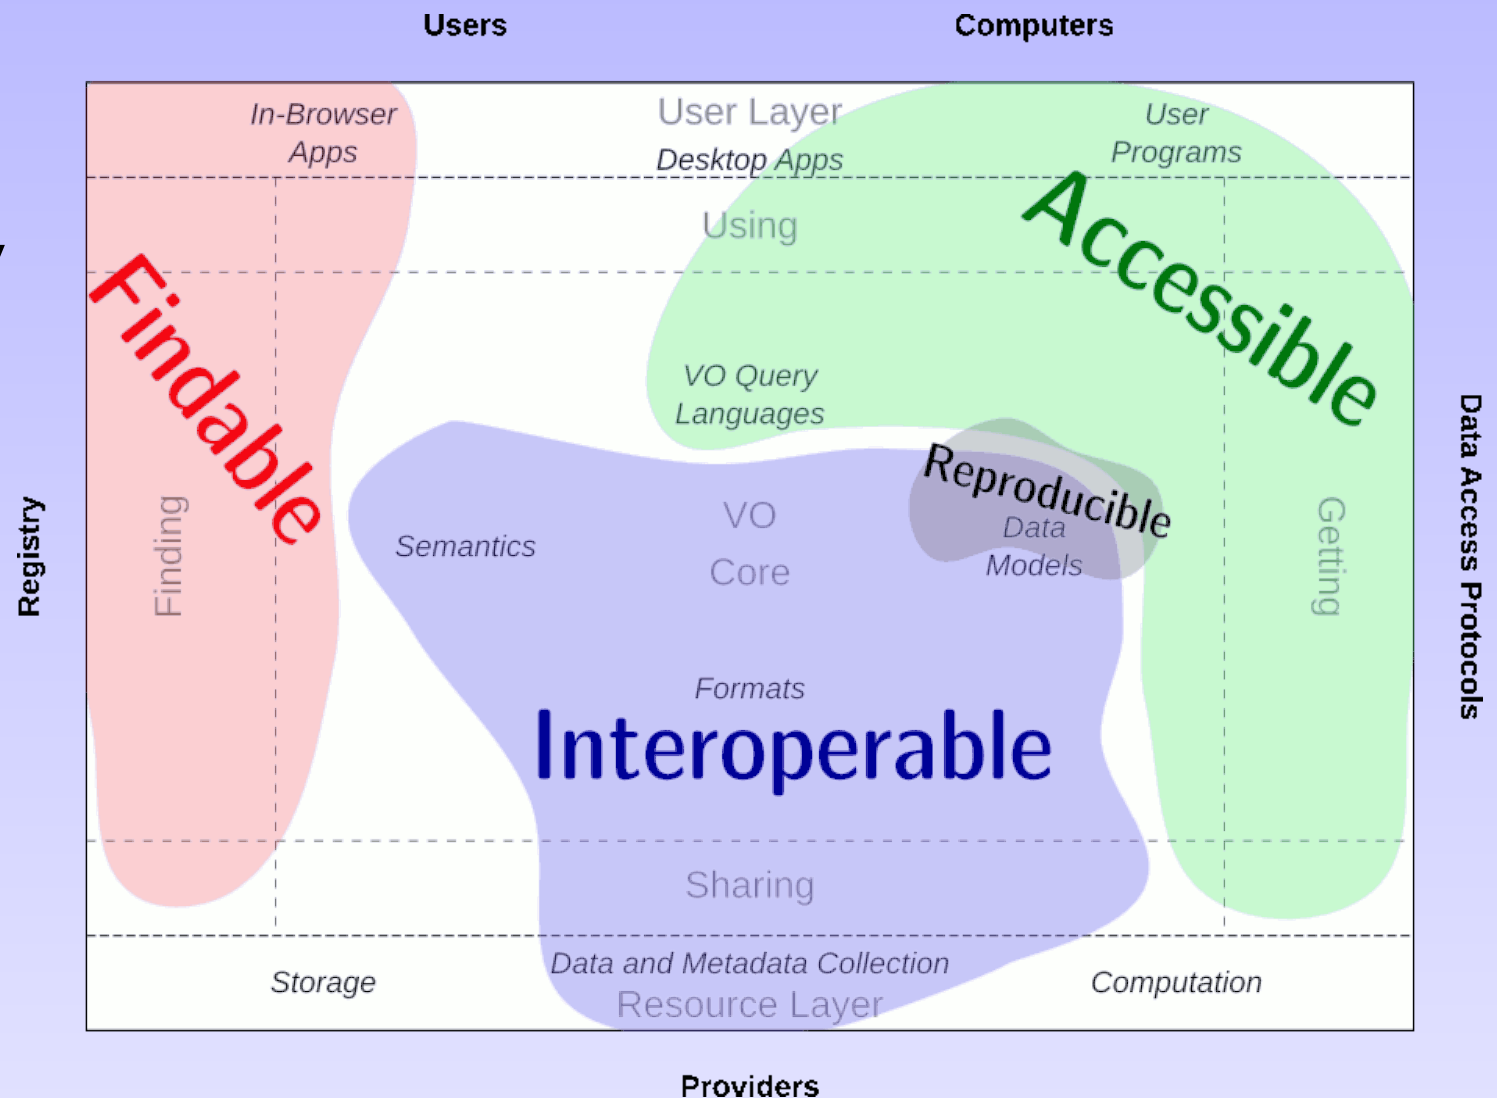 Users
Computers
In-Browser
Apps
User Layer
Desktop Apps
User
Programs
Using
Accessible
Findable
VO Query
Languages
Reproducible
Data
Models
Registry
Finding
Semantics
VO
Core
Getting
Data Access Protocols
Formats
Interoperable
Sharing
Storage
Data and Metadata Collection
Resource Layer
Computation
Providers